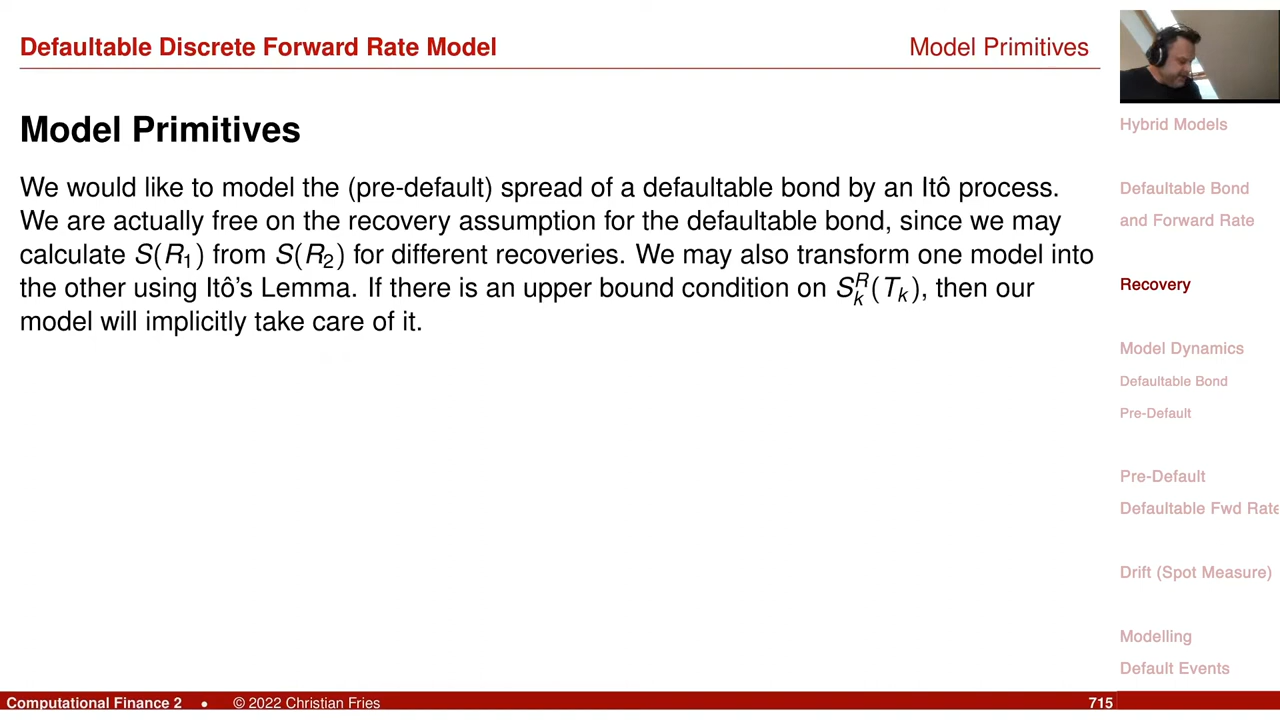 Defaultable Discrete Forward Rate Model
Model Primitives
Model Primitives
We would like to model the (pre-default) spread of a defaultable bond by an Itô process.
We are actually free on the recovery assumption for the defaultable bond, since we may
calculate S(R₁) from S(R₂) for different recoveries. We may also transform one model into
the other using Itô's Lemma. If there is an upper bound condition on Sᴿₖ(Tₖ), then our
model will implicitly take care of it.
Hybrid Models
Defaultable Bond
and Forward Rate
Recovery
Model Dynamics
Defaultable Bond
Pre-Default
Pre-Default
Defaultable Fwd Rate
Drift (Spot Measure)
Modelling
Default Events
Computational Finance 2 • © 2022 Christian Fries
715